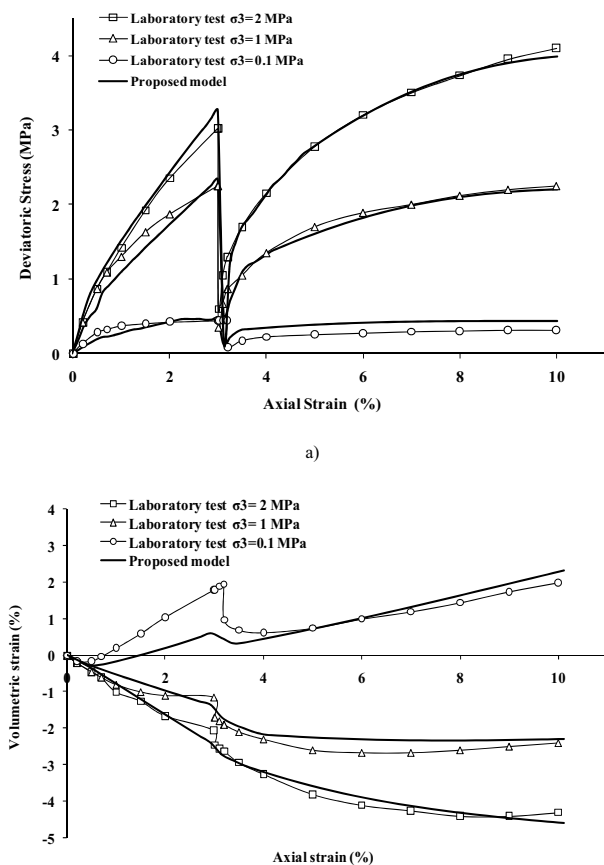 Laboratory test σ3= 2 MPa
Laboratory test σ3= 1 MPa
Laboratory test σ3= 0.1 MPa
Proposed model
4
3
2
1
0
Deviatoric Stress (MPa)
0 2 4 6 8 10
Axial Strain (%)
a)
Laboratory test σ3= 2 MPa
Laboratory test σ3= 1 MPa
Laboratory test σ3=0.1 MPa
Proposed model
4
3
2
1
0
-1
-2
-3
-4
-5
Volumetric strain (%)
0 2 4 6 8 10
Axial strain (%)